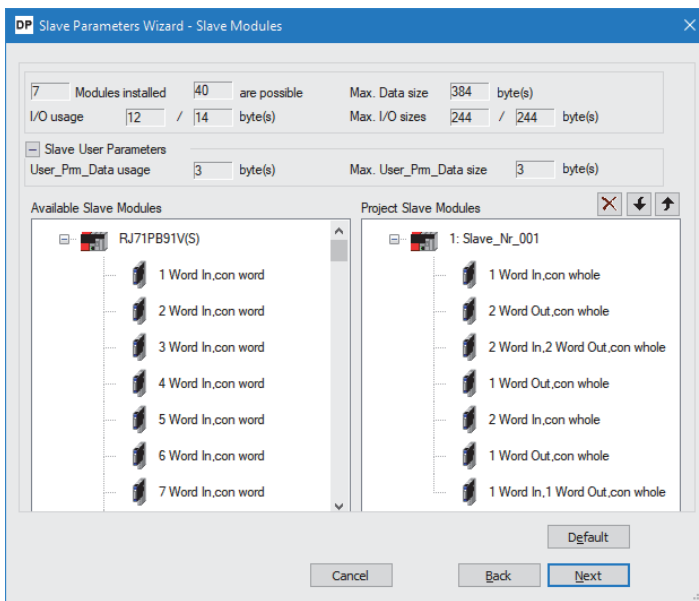 DP Slave Parameters Wizard - Slave Modules
7 Modules installed 40 are possible Max. Data size 384 byte(s)
I/O usage 12 / 14 byte(s) Max. I/O sizes 244 / 244 byte(s)
Slave User Parameters
User_Prm_Data usage 3 byte(s) Max. User_Prm_Data size 3 byte(s)
Available Slave Modules
RJ71PB91V(S)
1 Word In,con word
2 Word In,con word
3 Word In,con word
4 Word In,con word
5 Word In,con word
6 Word In,con word
7 Word In,con word
Project Slave Modules
1: Slave_Nr_001
1 Word In,con whole
2 Word Out,con whole
2 Word In,2 Word Out,con whole
1 Word Out,con whole
2 Word In,con whole
1 Word Out,con whole
1 Word In,1 Word Out,con whole
Default
Cancel Back Next